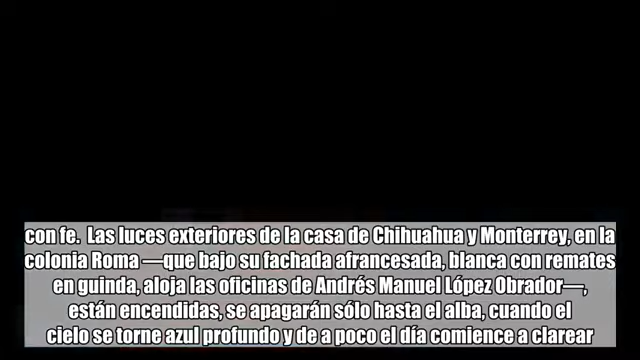 con fe.  Las luces exteriores de la casa de Chihuahua y Monterrey, en la
colonia Roma —que bajo su fachada afrancesada, blanca con remates
en guinda, aloja las oficinas de Andrés Manuel López Obrador—,
están encendidas, se apagarán sólo hasta el alba, cuando el
cielo se torne azul profundo y de a poco el día comience a clarear